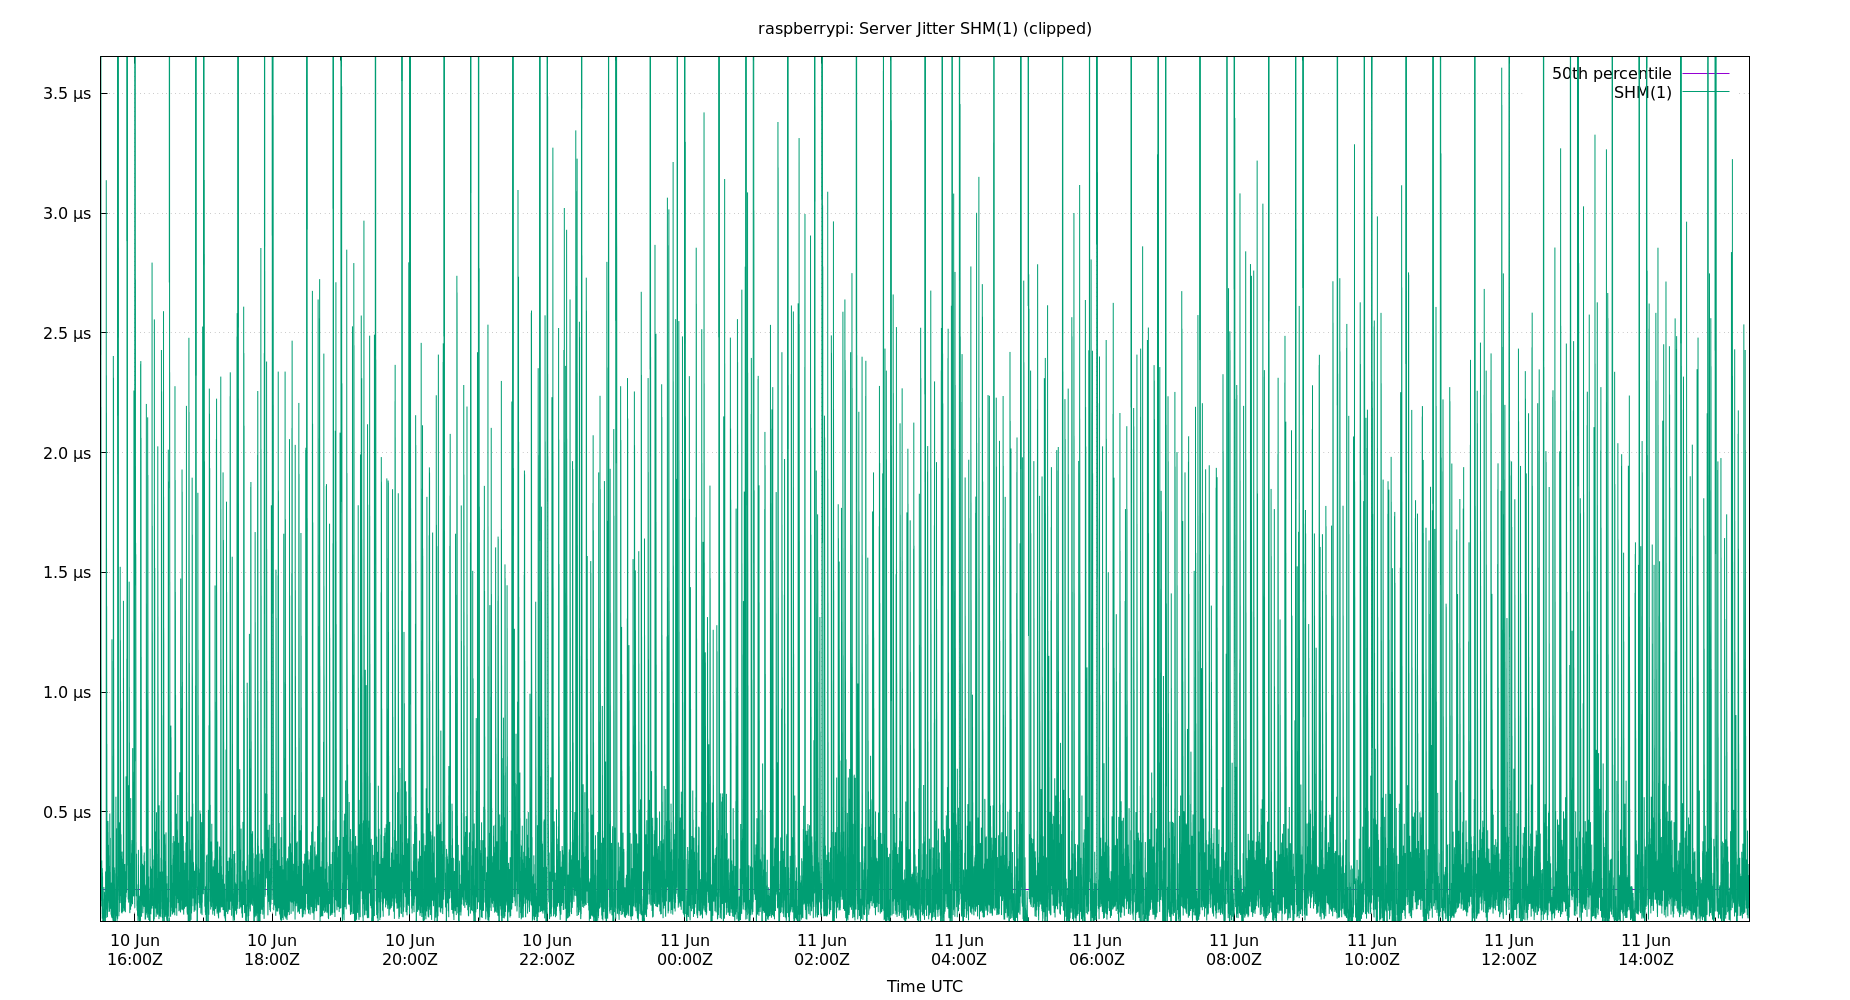 raspberrypi: Server Jitter SHM(1) (clipped)
50th percentile
SHM(1)
3.5 µs
3.0 µs
2.5 µs
2.0 µs
1.5 µs
1.0 µs
0.5 µs
10 Jun 10 Jun 10 Jun 10 Jun 11 Jun 11 Jun 11 Jun 11 Jun 11 Jun 11 Jun 11 Jun 11 Jun
16:00Z 18:00Z 20:00Z 22:00Z 00:00Z 02:00Z 04:00Z 06:00Z 08:00Z 10:00Z 12:00Z 14:00Z
Time UTC